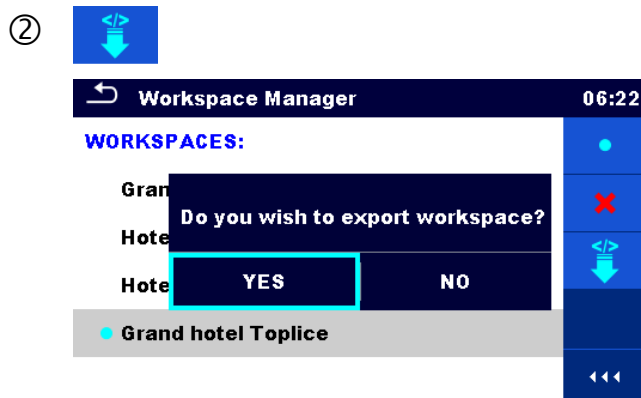 ②
</>
Workspace Manager 06:22
WORKSPACES:
Gran
Do you wish to export workspace?
Hote
</>
Hote YES NO
Grand hotel Toplice